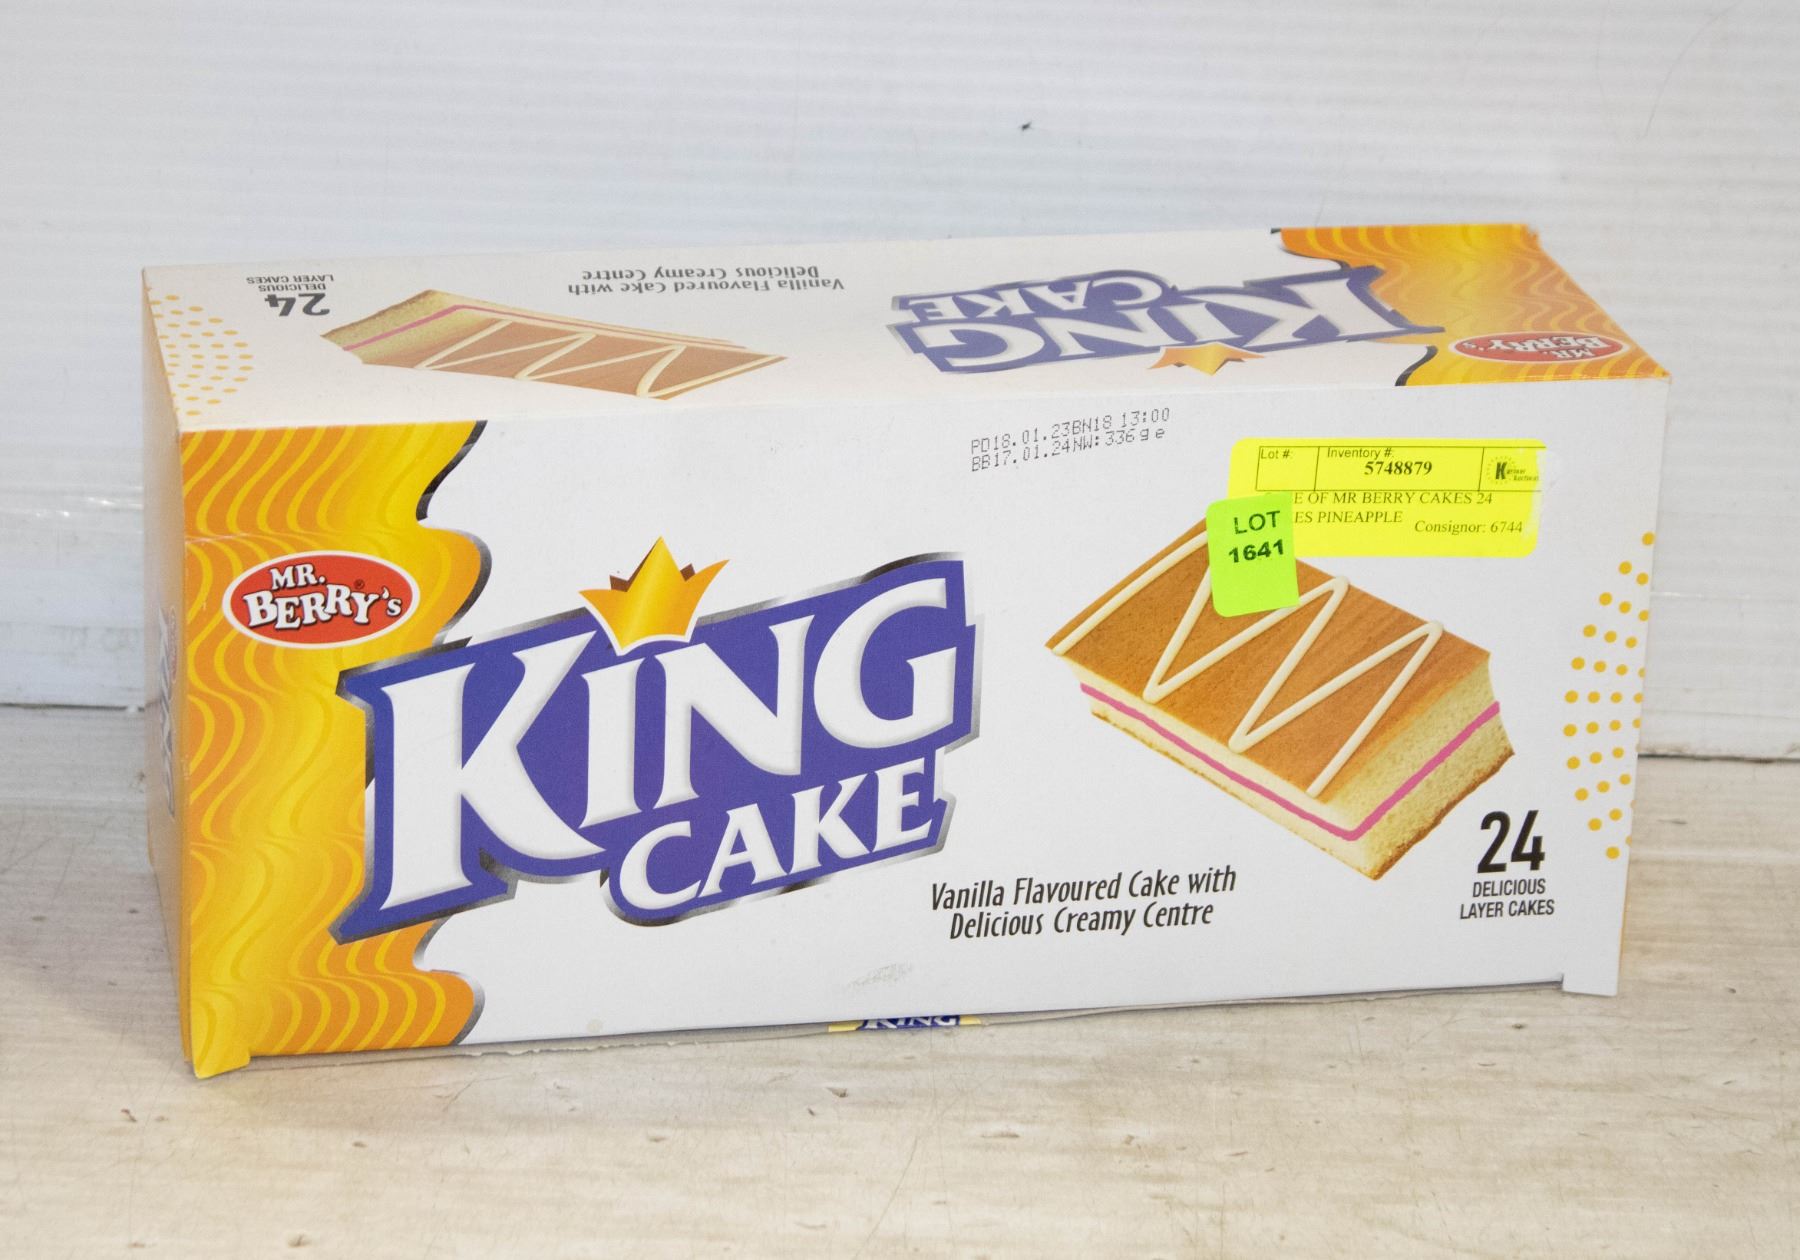 Vanilla Flavoured Cake with
Delicious Creamy Centre
24
DELICIOUS
LAYER CAKES
KING
CAKE
MR.
BERRY's
PD18.01.23BN18 13:00
BB17.01.24NW:336g e
Lot #:
Inventory #:
5748879
E OF MR BERRY CAKES 24
ES PINEAPPLE
Consignor: 6744
LOT
1641
MR.
BERRY's®
KING
CAKE
Vanilla Flavoured Cake with
Delicious Creamy Centre
24
DELICIOUS
LAYER CAKES
KING